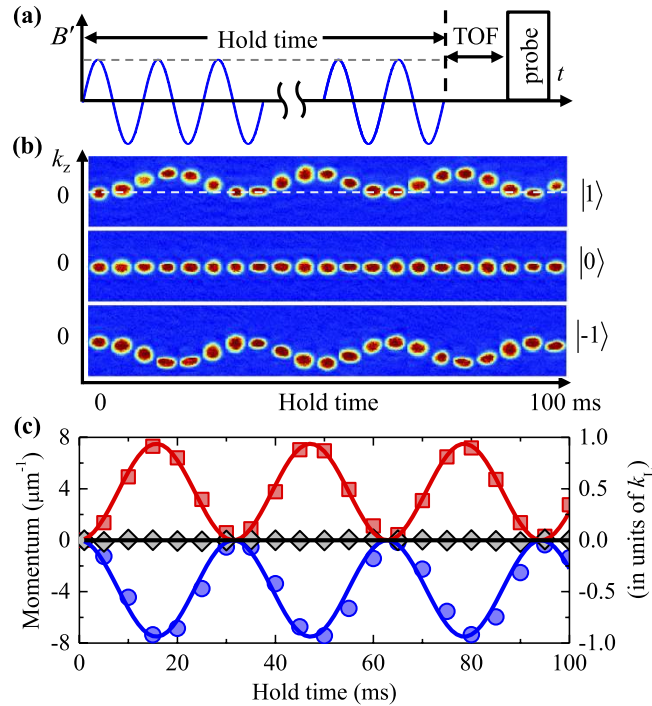 (a)
B′
Hold time
TOF
probe
t
(b)
k_z
0
|1⟩
0
|0⟩
0
|-1⟩
0
Hold time
100 ms
(c)
8
4
0
-4
-8
Momentum (μm⁻¹)
1.0
0.5
0.0
-0.5
-1.0
(in units of k_L)
0
20
40
60
80
100
Hold time (ms)